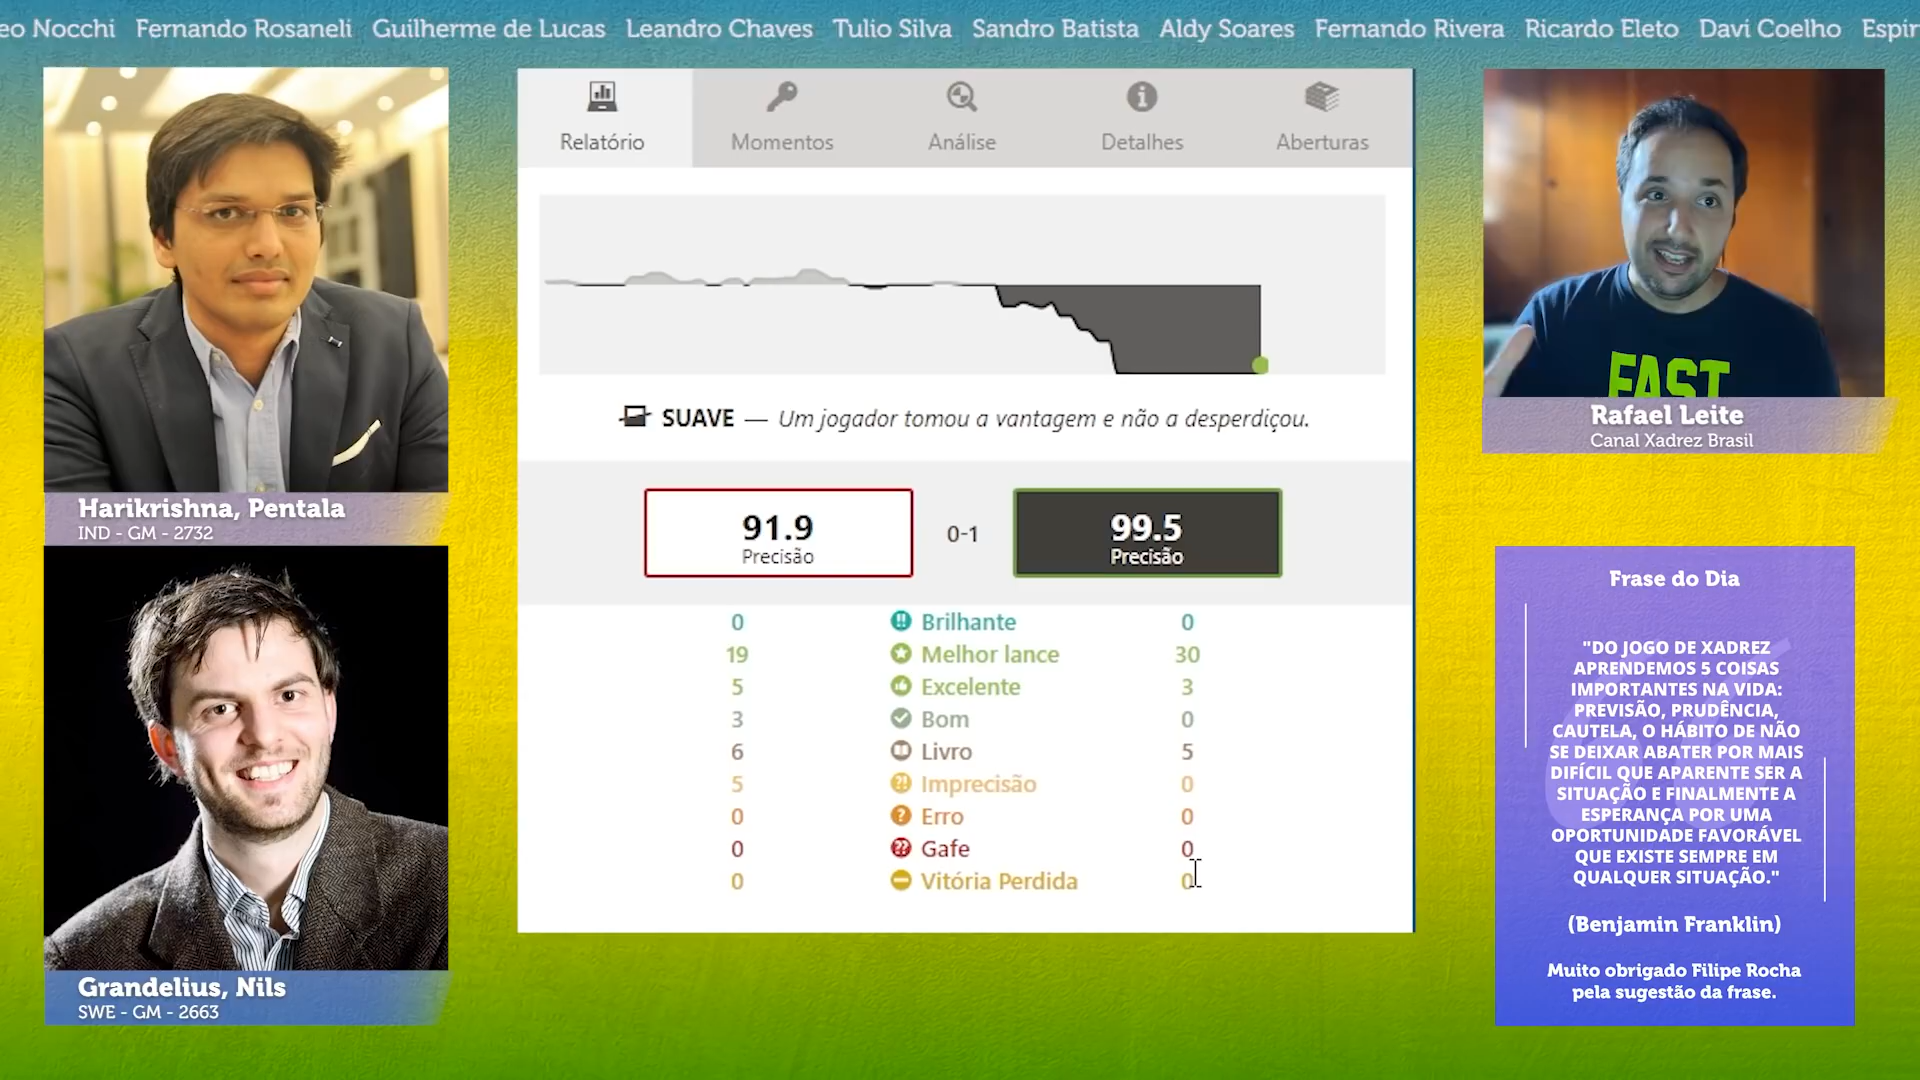 eo Nocchi Fernando Rosaneli Guilherme de Lucas Leandro Chaves Tulio Silva Sandro Batista Aldy Soares Fernando Rivera Ricardo Eleto Davi Coelho Espir
Harikrishna, Pentala
IND - GM - 2732
Grandelius, Nils
SWE - GM - 2663
Relatório Momentos Análise Detalhes Aberturas
SUAVE — Um jogador tomou a vantagem e não a desperdiçou.
91.9 0-1 99.5
Precisão Precisão
0 Brilhante 0
19 Melhor lance 30
5 Excelente 3
3 Bom 0
6 Livro 5
5 Imprecisão 0
0 Erro 0
0 Gafe 0
0 Vitória Perdida 0
FAST
Rafael Leite
Canal Xadrez Brasil
Frase do Dia
"DO JOGO DE XADREZ
APRENDEMOS 5 COISAS
IMPORTANTES NA VIDA:
PREVISÃO, PRUDÊNCIA,
CAUTELA, O HÁBITO DE NÃO
SE DEIXAR ABATER POR MAIS
DIFÍCIL QUE APARENTE SER A
SITUAÇÃO E FINALMENTE A
ESPERANÇA POR UMA
OPORTUNIDADE FAVORÁVEL
QUE EXISTE SEMPRE EM
QUALQUER SITUAÇÃO."
(Benjamin Franklin)
Muito obrigado Filipe Rocha
pela sugestão da frase.